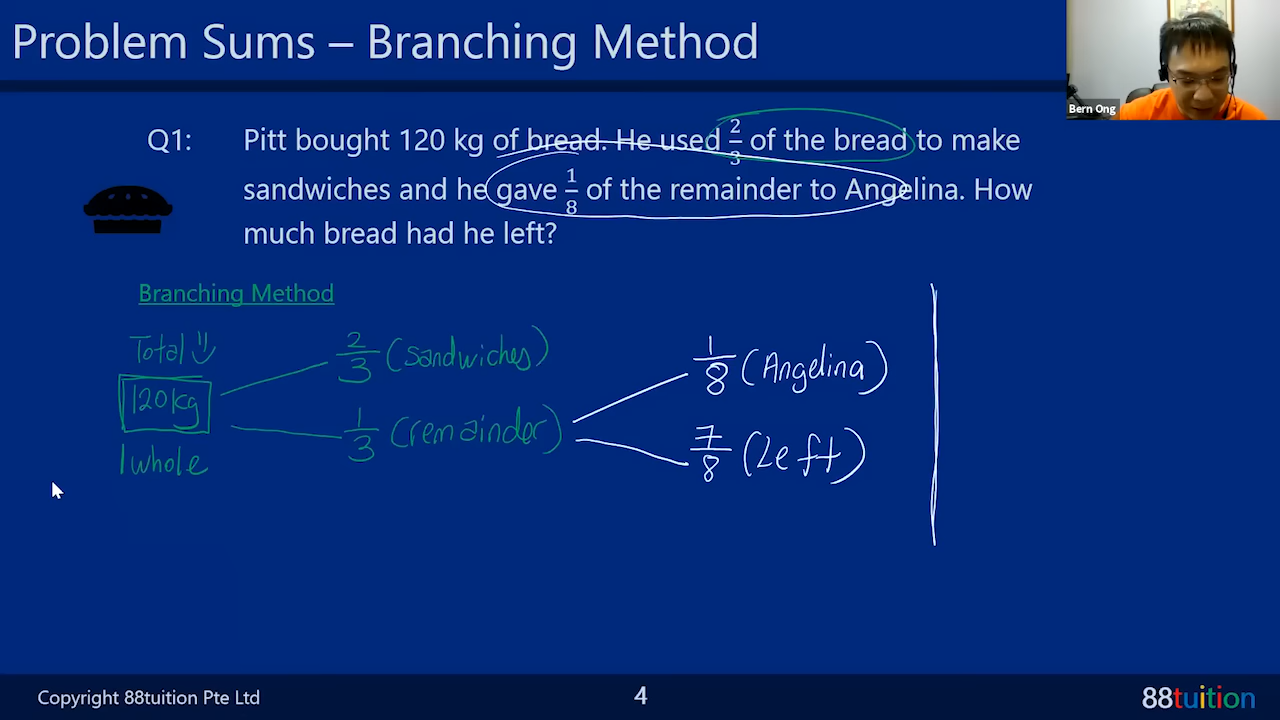 Problem Sums – Branching Method
Bern Ong
Q1: Pitt bought 120 kg of bread. He used 2/3 of the bread to make
sandwiches and he gave 1/8 of the remainder to Angelina. How
much bread had he left?
Branching Method
Total
120kg
1 whole
2/3 (sandwiches)
1/3 (remainder)
1/8 (Angelina)
7/8 (Left)
Copyright 88tuition Pte Ltd
4
88tuition